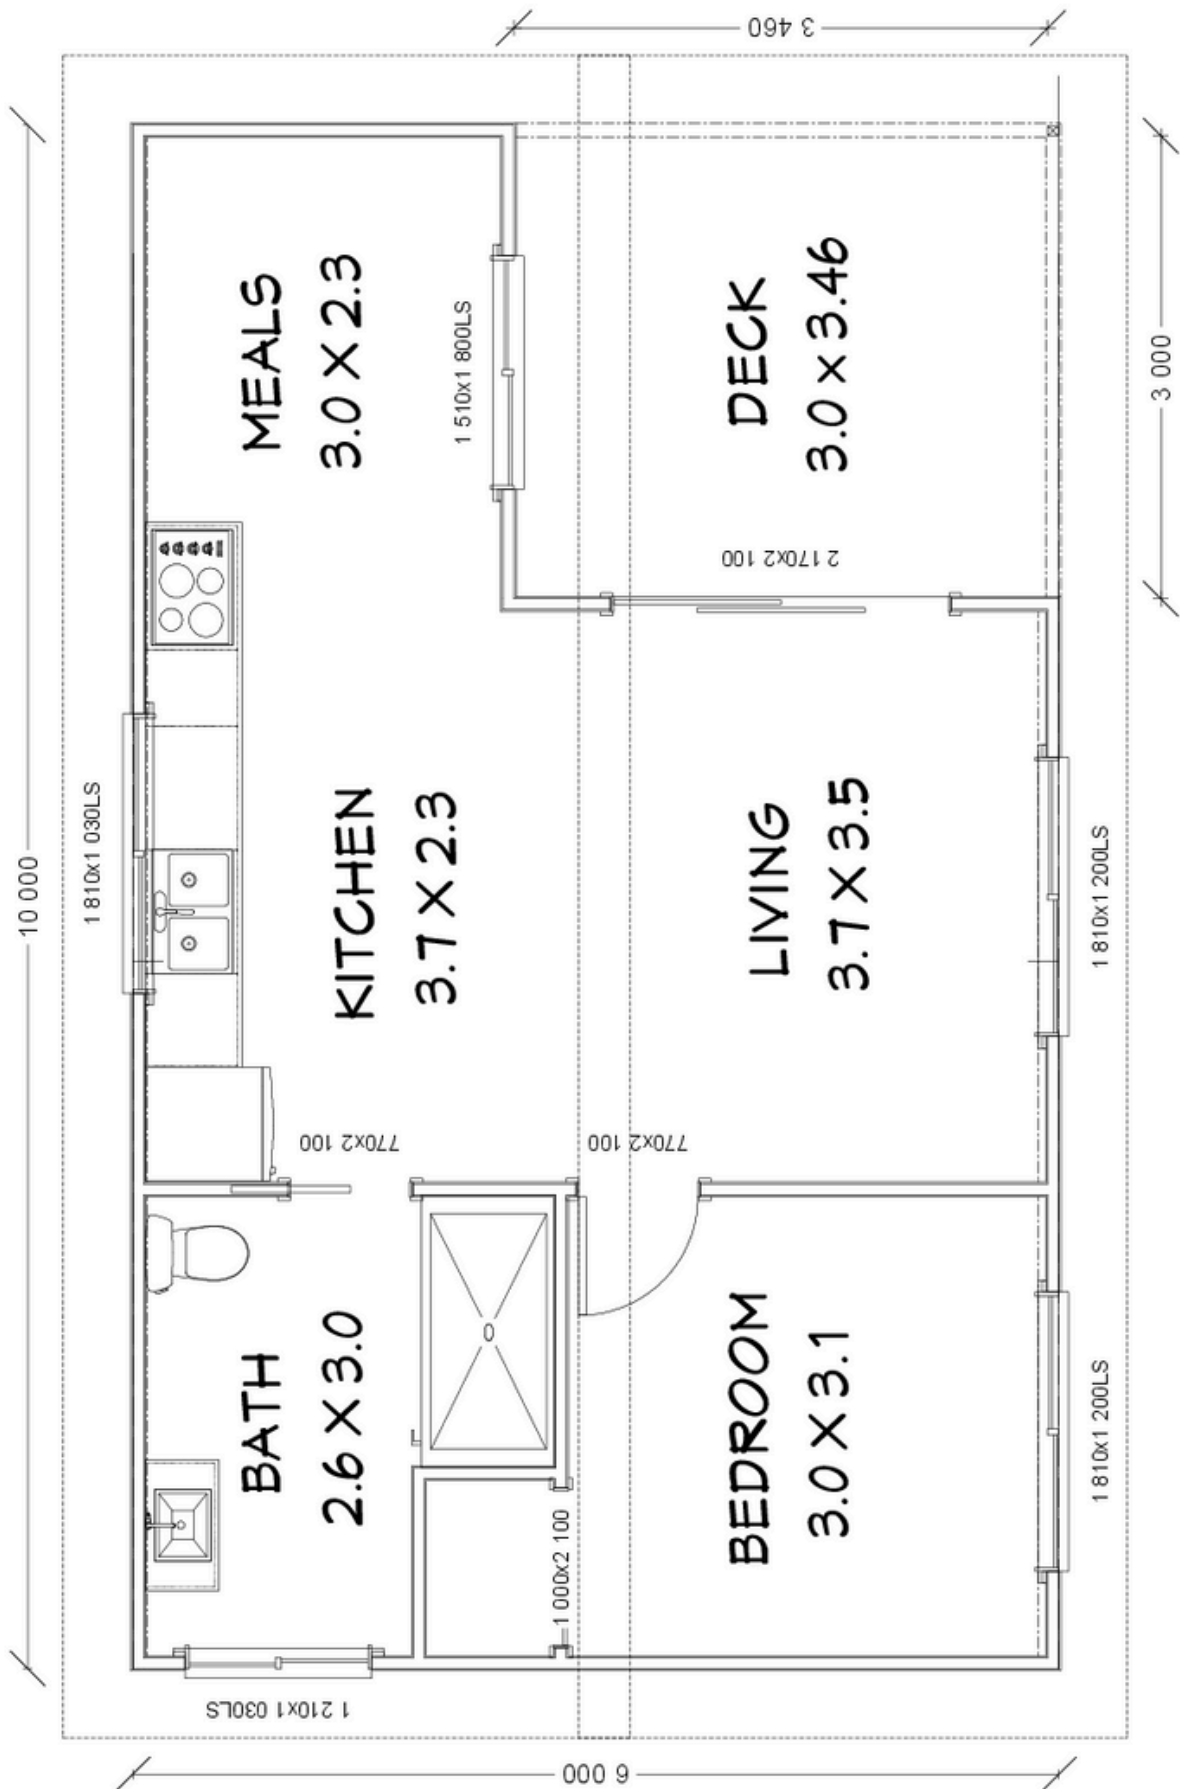 3 460
10 000
MEALS
3.0 X 2.3
1 510x1 800LS
DECK
3.0 x 3.46
3 000
2 170x2 100
1 810x1 030LS
KITCHEN
3.7 X 2.3
LIVING
3.7 X 3.5
1 810x1 200LS
770x2 100
770x2 100
BATH
2.6 X 3.0
BEDROOM
3.0 X 3.1
1 810x1 200LS
1 000x2 100
1 210x1 030LS
6 000